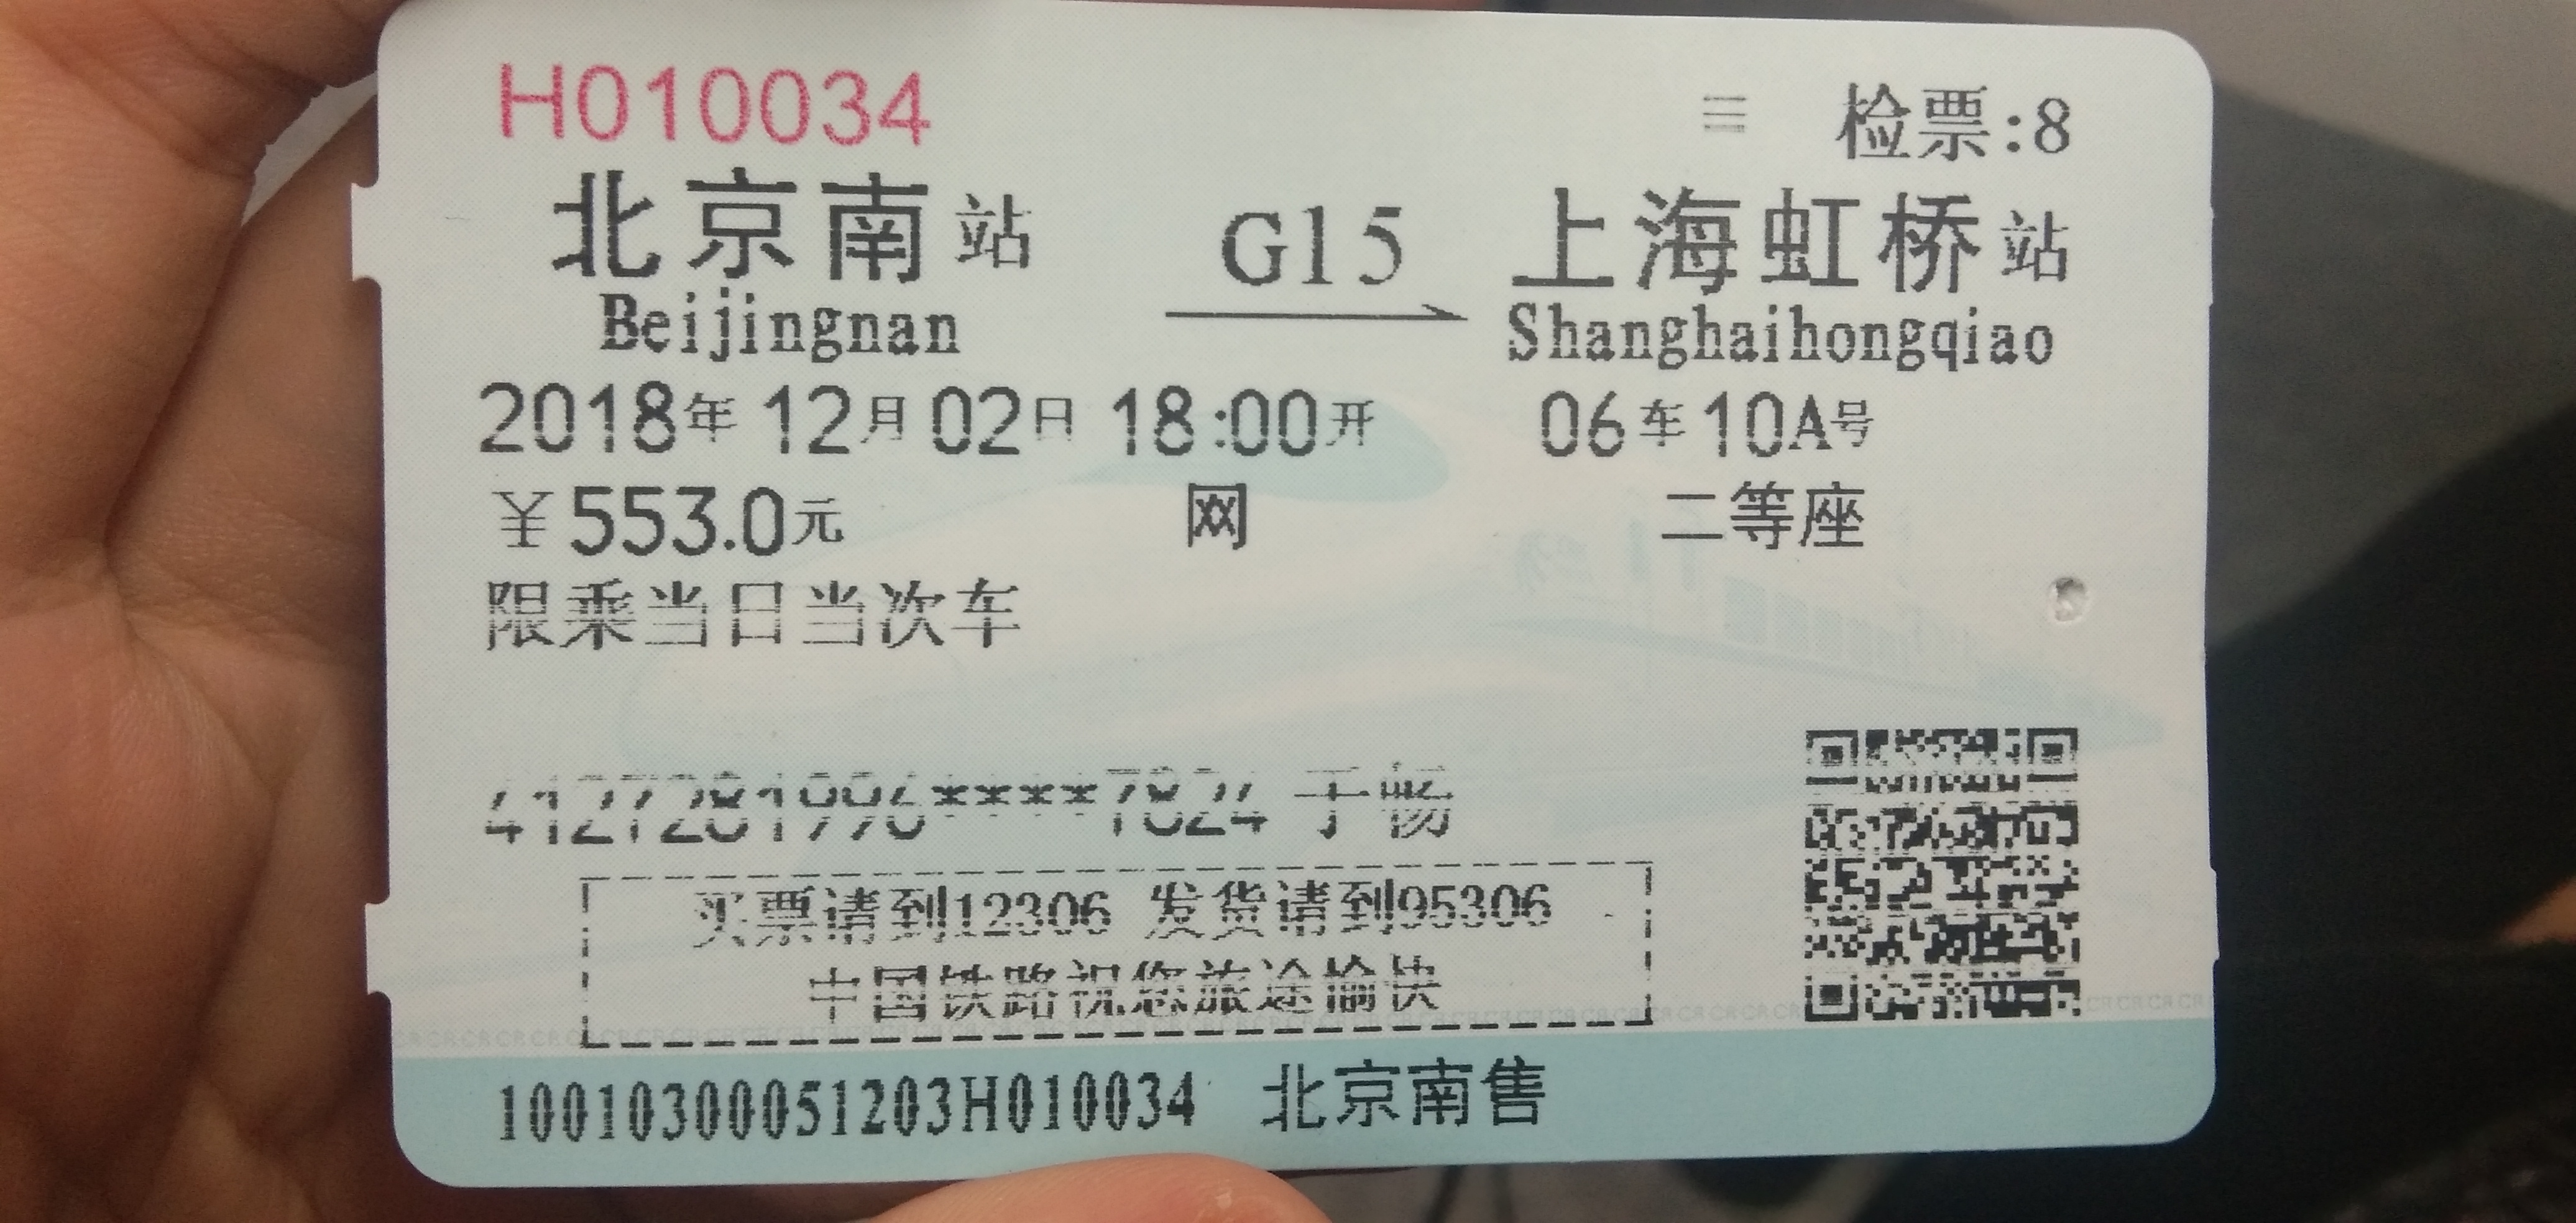 H010034 检票:8
北京南站 G15 上海虹桥站
Beijingnan Shanghaihongqiao
2018年12月02日18:00开 06车10A号
¥553.0元 网 二等座
限乘当日当次车
4127281996****7824
买票请到12306 发货请到95306
中国铁路祝您旅途愉快
10010300051203H010034 北京南售